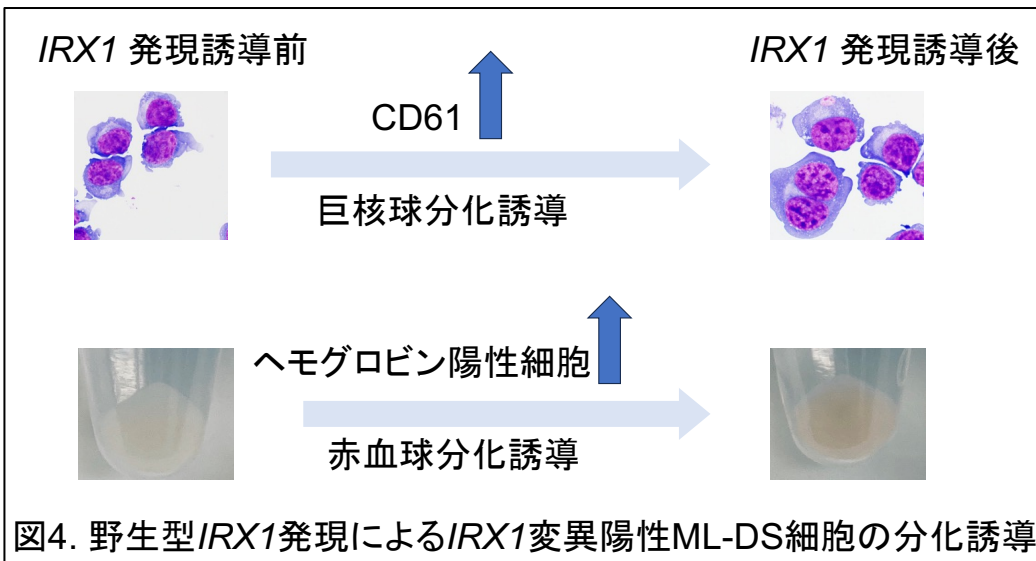 IRX1 発現誘導前
IRX1 発現誘導後
CD61
巨核球分化誘導
ヘモグロビン陽性細胞
赤血球分化誘導
図4. 野生型IRX1発現によるIRX1変異陽性ML-DS細胞の分化誘導